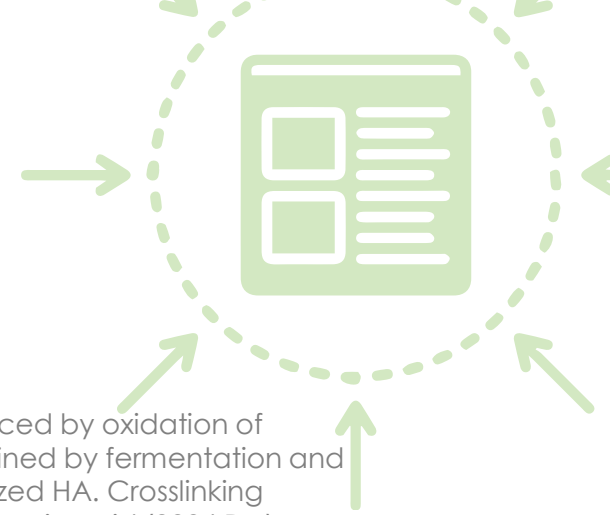 ced by oxidation of
ined by fermentation and
zed HA. Crosslinking